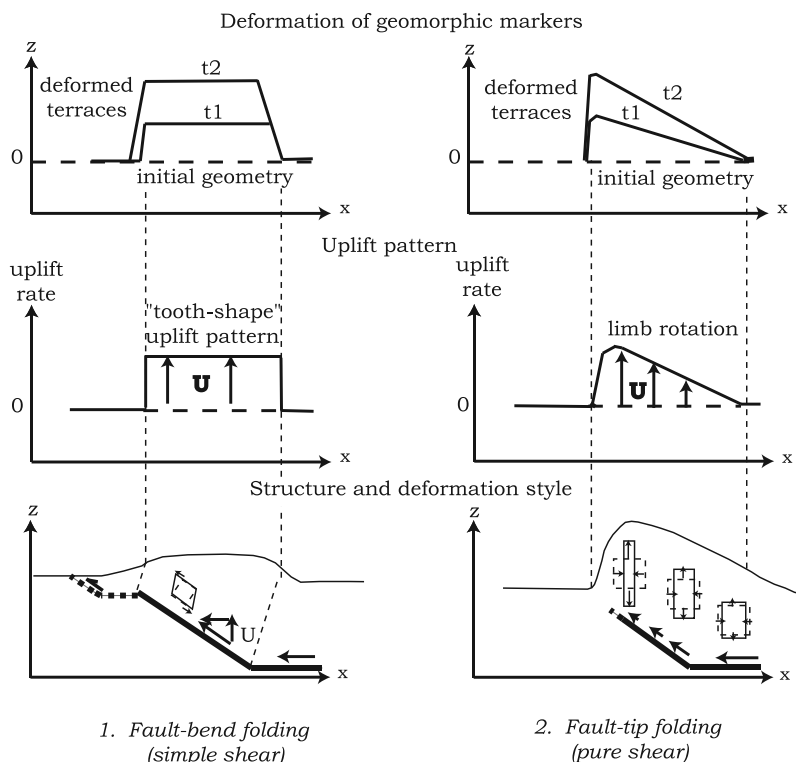 Deformation of geomorphic markers
z
t2
deformed
terraces
t1
0
initial geometry
x
z
deformed
terraces
t2
t1
0
initial geometry
x
Uplift pattern
uplift
rate
"tooth-shape"
uplift pattern
U
0
x
uplift
rate
limb rotation
U
0
x
Structure and deformation style
z
U
x
z
x
1. Fault-bend folding
(simple shear)
2. Fault-tip folding
(pure shear)